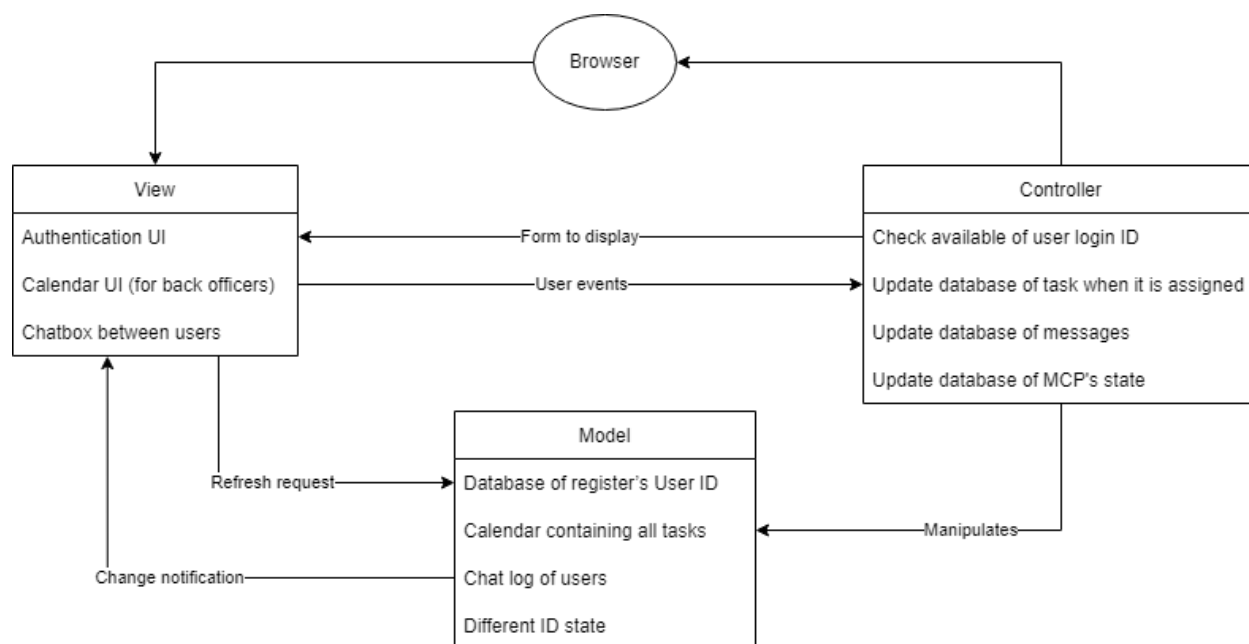 Browser
View
Authentication UI
Calendar UI (for back officers)
Chatbox between users
Form to display
User events
Controller
Check available of user login ID
Update database of task when it is assigned
Update database of messages
Update database of MCP's state
Model
Database of register's User ID
Calendar containing all tasks
Chat log of users
Different ID state
Refresh request
Change notification
Manipulates